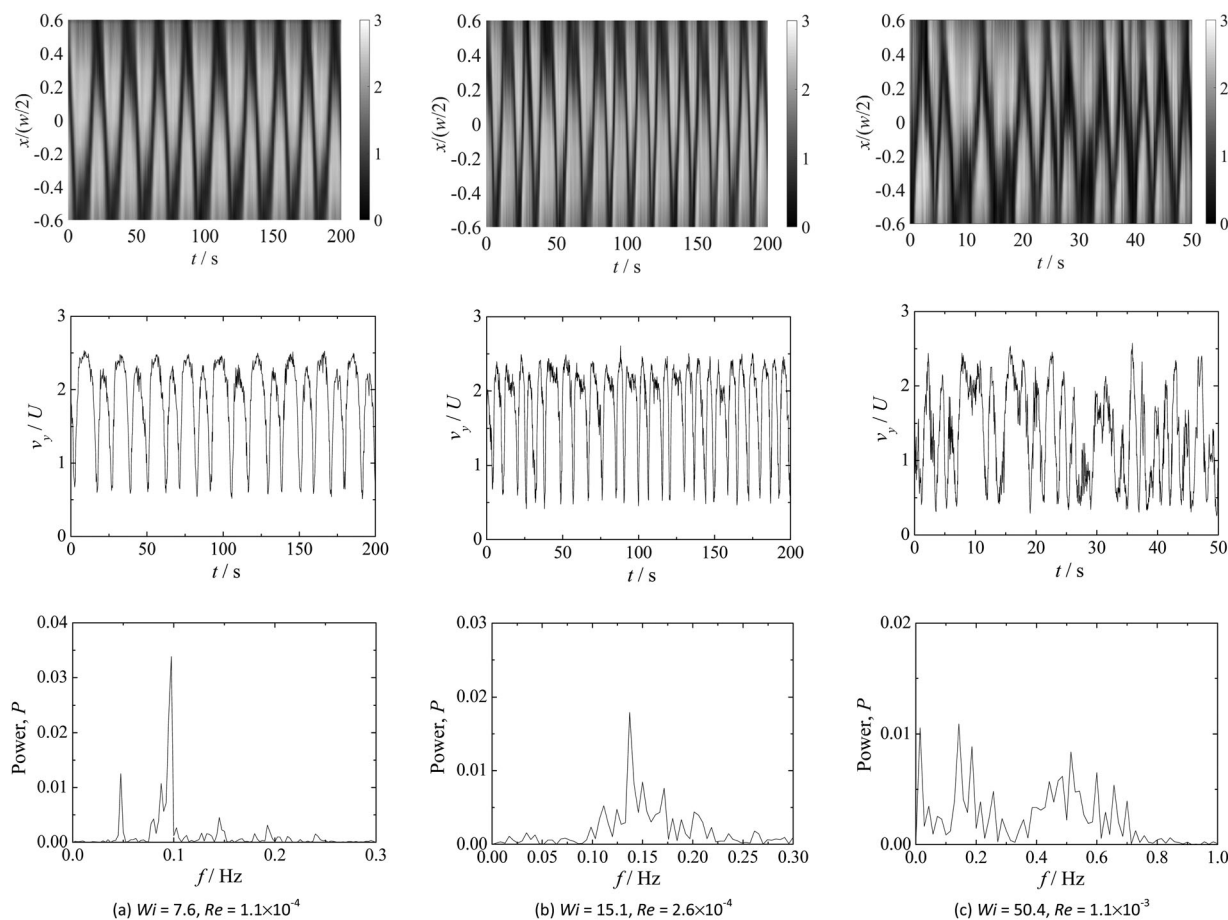 0.6
0.4
0.2
0
-0.2
-0.4
-0.6
x/(w/2)
0 50 100 150 200
t / s
3
2
1
0
0.6
0.4
0.2
0
-0.2
-0.4
-0.6
x/(w/2)
0 50 100 150 200
t / s
3
2
1
0
0.6
0.4
0.2
0
-0.2
-0.4
-0.6
x/(w/2)
0 10 20 30 40 50
t / s
3
2
1
0
3
2
1
0
v_y / U
0 50 100 150 200
t / s
3
2
1
0
v_y / U
0 50 100 150 200
t / s
3
2
1
0
v_y / U
0 10 20 30 40 50
t / s
0.04
0.03
0.02
0.01
0.00
Power, P
0.0 0.1 0.2 0.3
f / Hz
0.03
0.02
0.01
0.00
Power, P
0.00 0.05 0.10 0.15 0.20 0.25 0.30
f / Hz
0.02
0.01
0.00
Power, P
0.0 0.2 0.4 0.6 0.8 1.0
f / Hz
(a) Wi = 7.6, Re = 1.1×10⁻⁴
(b) Wi = 15.1, Re = 2.6×10⁻⁴
(c) Wi = 50.4, Re = 1.1×10⁻³